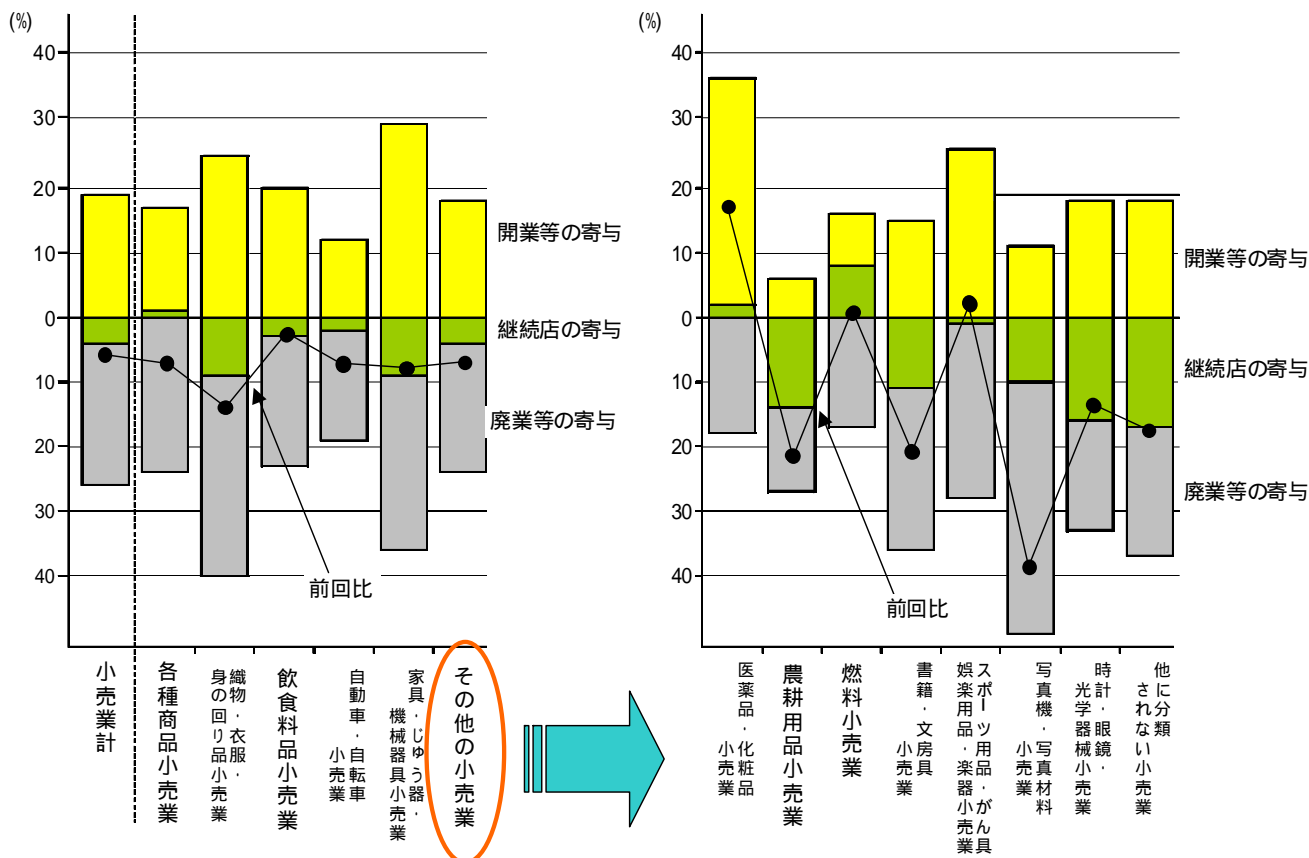 (%)
40
30
20
10
0
10
20
30
40
開業等の寄与
継続店の寄与
廃業等の寄与
前回比
小売業計
各種商品小売業
織物・衣服・
身の回り品小売業
飲食料品小売業
自動車・自転車
小売業
家具・じゅう器・
機械器具小売業
その他の小売業
(%)
40
30
20
10
0
10
20
30
40
開業等の寄与
継続店の寄与
廃業等の寄与
前回比
医薬品・化粧品
小売業
農耕用品小売業
燃料小売業
書籍・文房具
小売業
スポーツ用品・がん具
娯楽用品・楽器小売業
写真機・写真材料
小売業
時計・眼鏡・
光学器械小売業
他に分類
されない小売業